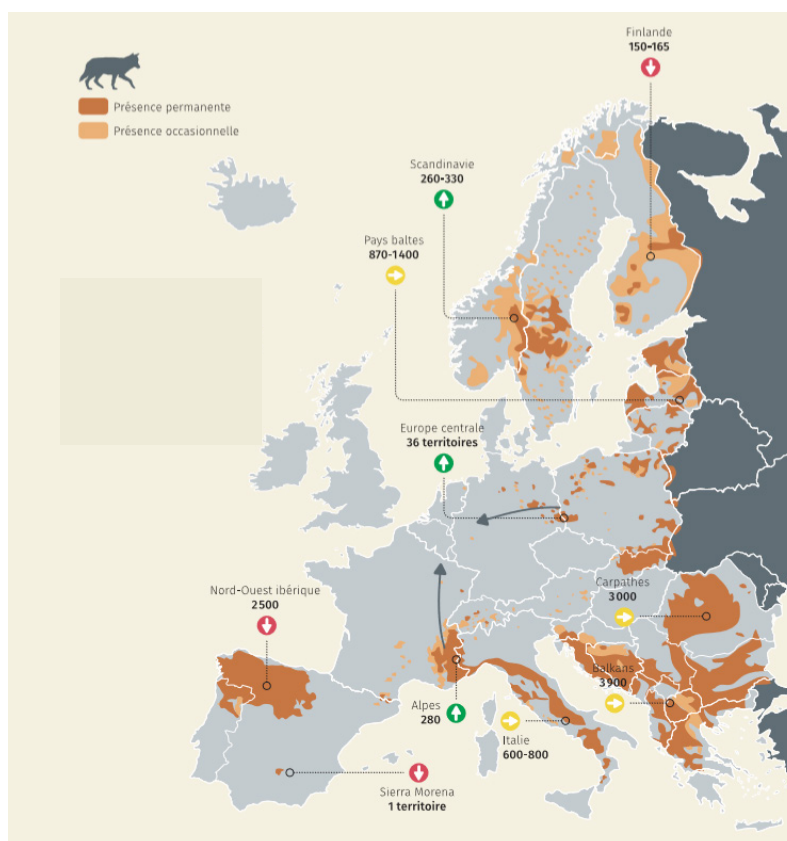 Finlande
150-165
Présence permanente
Présence occasionnelle
Scandinavie
260-330
Pays baltes
870-1400
Europe centrale
36 territoires
Nord-Ouest ibérique
2500
Carpathes
3000
Balkans
3900
Alpes
280
Italie
600-800
Sierra Morena
1 territoire